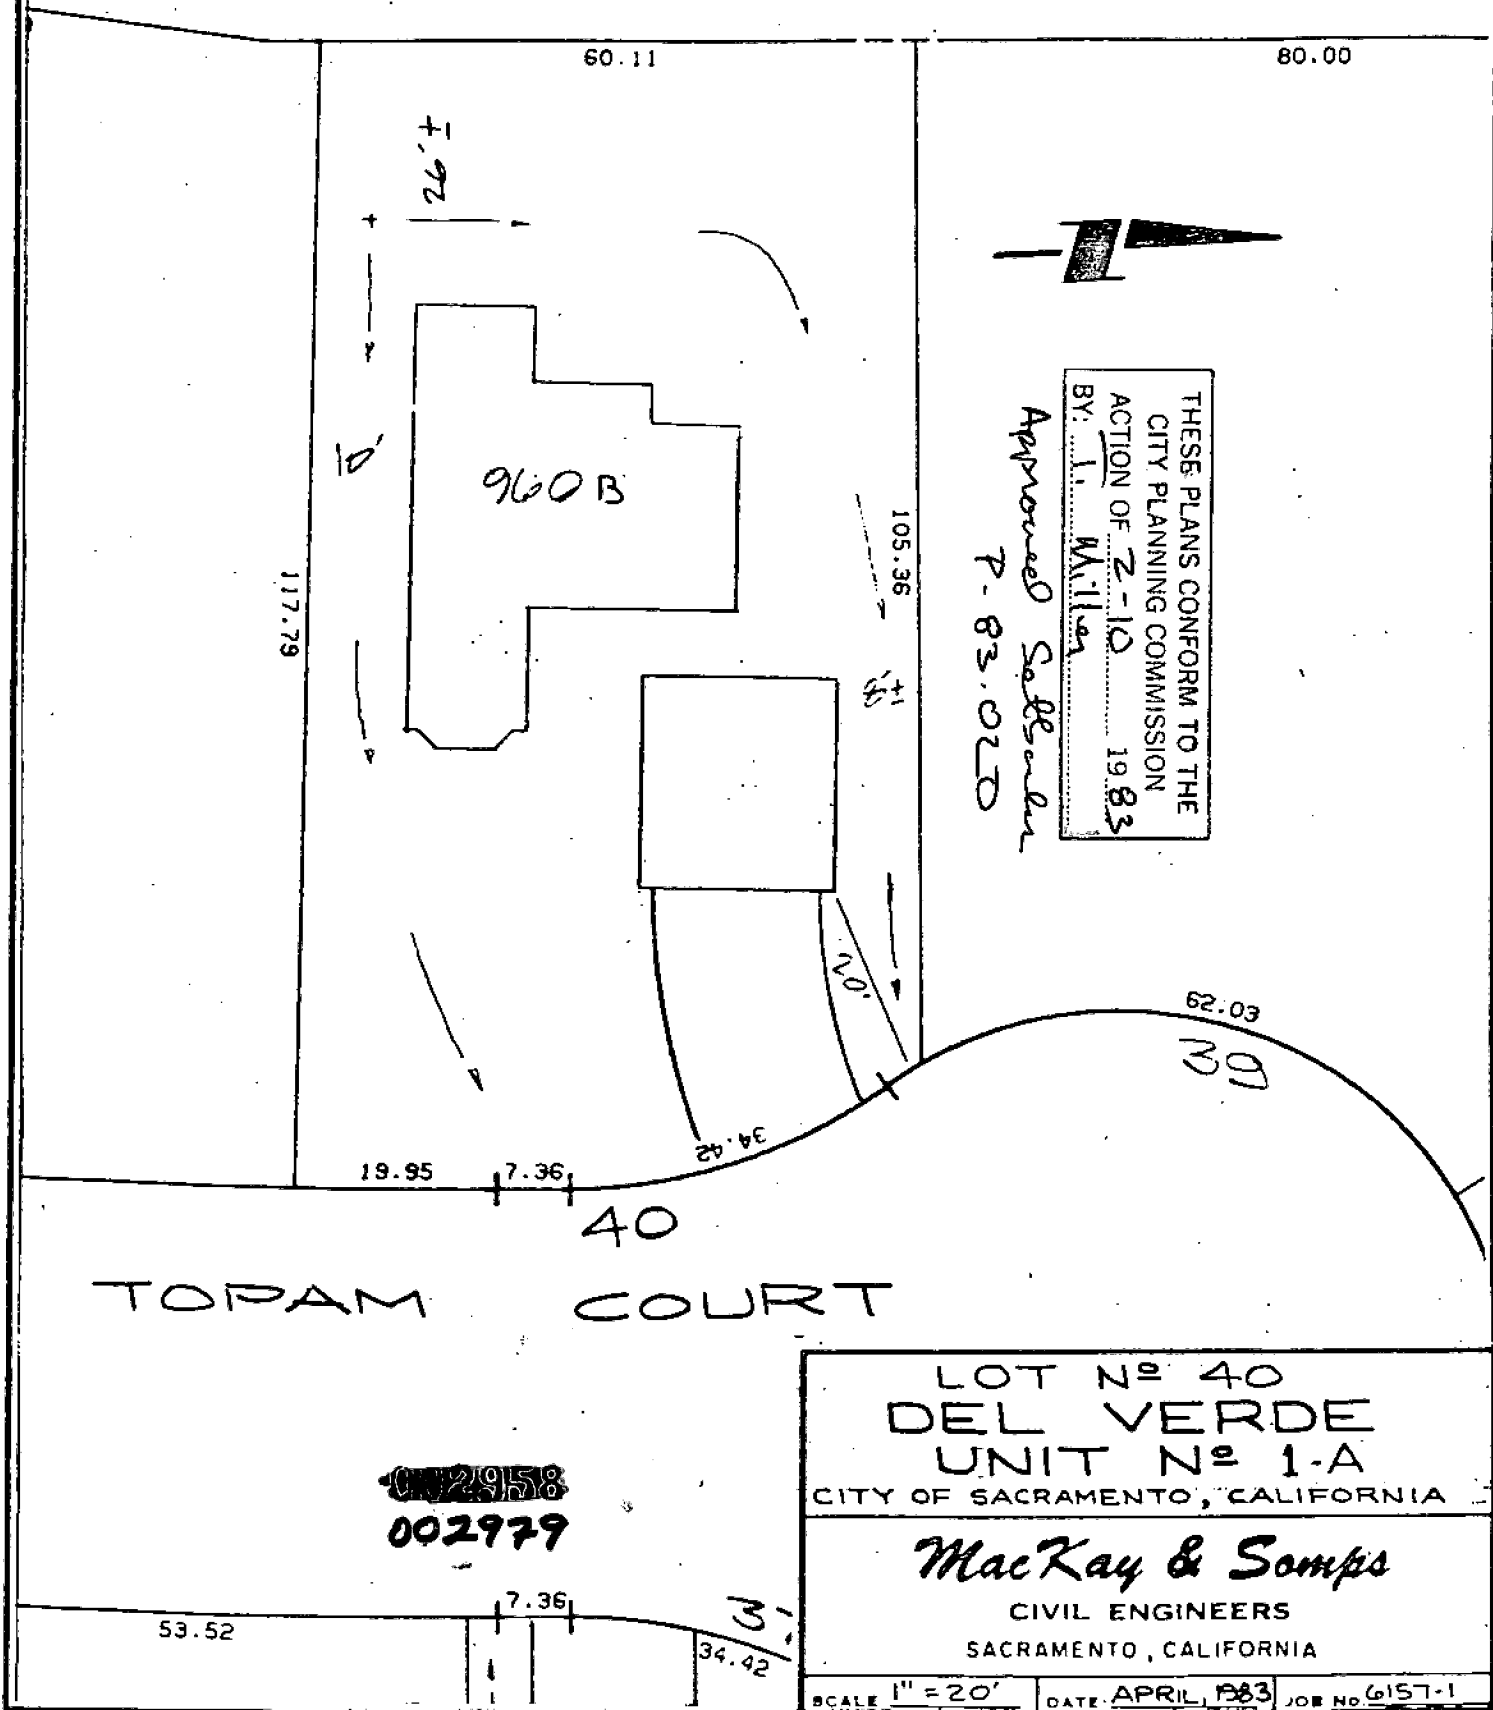 60.11
80.00
26'±
10'
960 B
117.79
105.36
THESE PLANS CONFORM TO THE
CITY PLANNING COMMISSION
ACTION OF 2-10 1983
BY: I. Miller
Approved
P-83.020
20'
62.03
39
34.42
19.95
7.36
40
TOPAM COURT
002979
53.52
7.36
34.42
LOT Nº 40
DEL VERDE
UNIT Nº 1-A
CITY OF SACRAMENTO, CALIFORNIA
MacKay & Somps
CIVIL ENGINEERS
SACRAMENTO, CALIFORNIA
SCALE 1" = 20' DATE APRIL, 1983 JOB NO. 6157-1